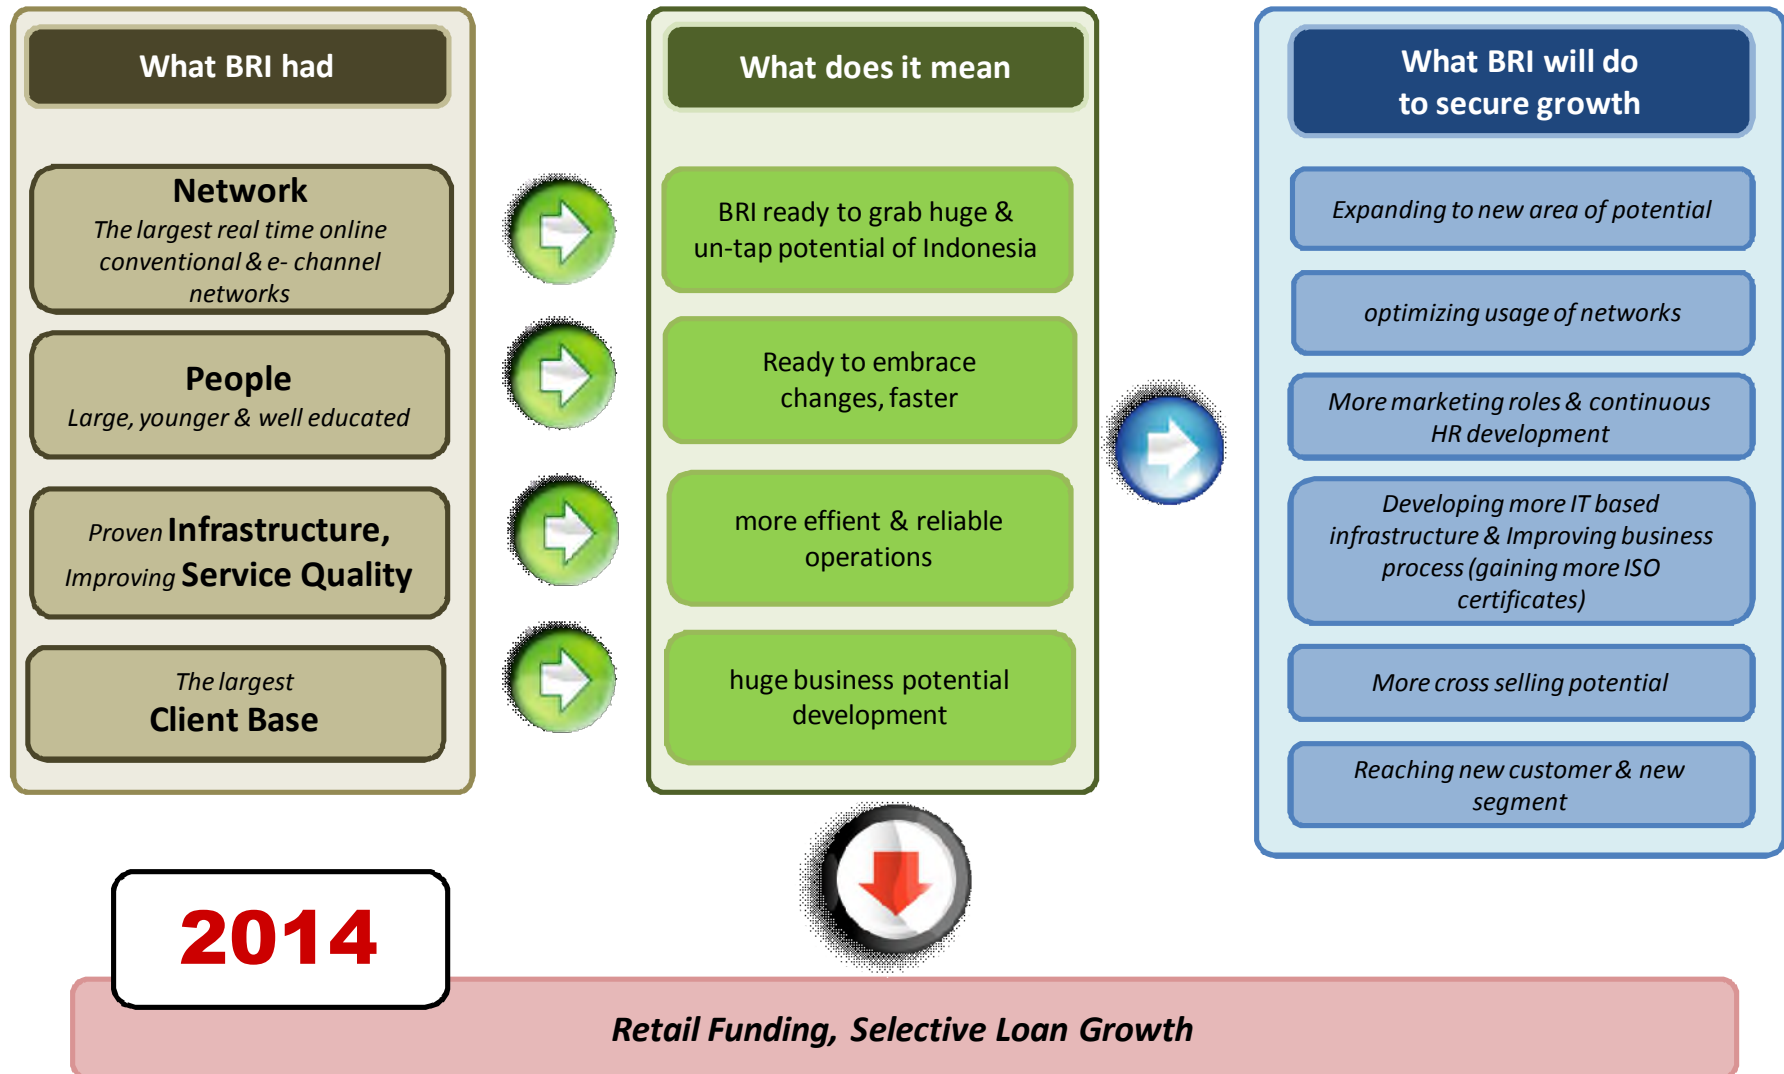 What BRI had
Network
The largest real time online
conventional & e- channel
networks
People
Large, younger & well educated
Proven Infrastructure,
Improving Service Quality
The largest
Client Base
What does it mean
BRI ready to grab huge &
un-tap potential of Indonesia
Ready to embrace
changes, faster
more effient & reliable
operations
huge business potential
development
What BRI will do
to secure growth
Expanding to new area of potential
optimizing usage of networks
More marketing roles & continuous
HR development
Developing more IT based
infrastructure & Improving business
process (gaining more ISO
certificates)
More cross selling potential
Reaching new customer & new
segment
2014
Retail Funding, Selective Loan Growth